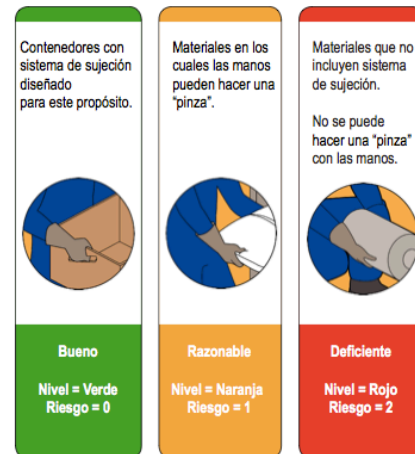 Contenedores con
sistema de sujeción
diseñado
para este propósito.
Bueno
Nivel = Verde
Riesgo = 0
Materiales en los
cuales las manos
pueden hacer una
“pinza”.
Razonable
Nivel = Naranja
Riesgo = 1
Materiales que no
incluyen sistema
de sujeción.
No se puede
hacer una “pinza”
con las manos.
Deficiente
Nivel = Rojo
Riesgo = 2